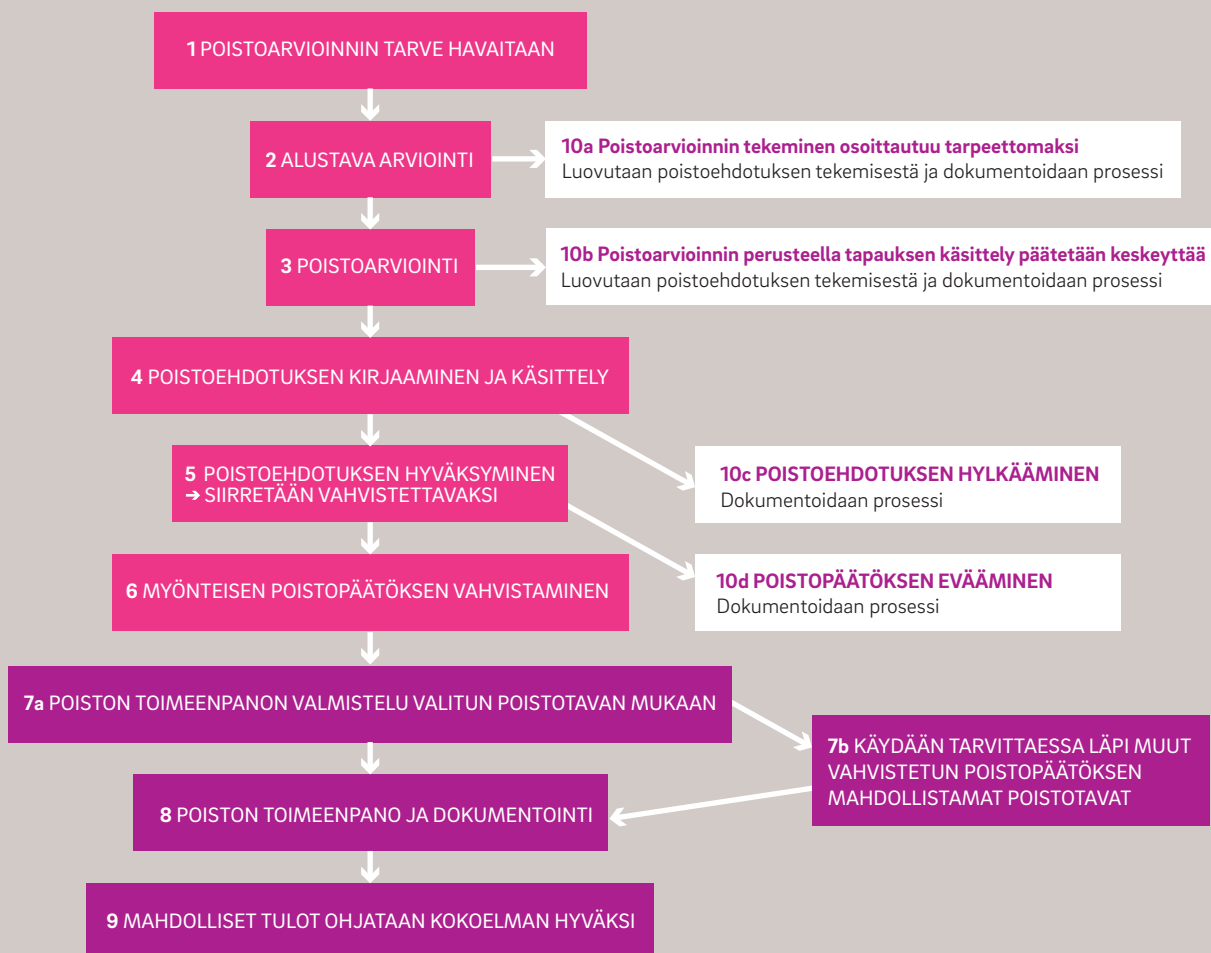 1 POISTOARVIOINNIN TARVE HAVAITAAN
2 ALUSTAVA ARVIOINTI
10a Poistoarvioinnin tekeminen osoittautuu tarpeettomaksi
Luovutaan poistoehdotuksen tekemisestä ja dokumentoidaan prosessi
3 POISTOARVIOINTI
10b Poistoarvioinnin perusteella tapauksen käsittely päätetään keskeyttää
Luovutaan poistoehdotuksen tekemisestä ja dokumentoidaan prosessi
4 POISTOEHDOTUKSEN KIRJAAMINEN JA KÄSITTELY
5 POISTOEHDOTUKSEN HYVÄKSYMINEN
→ SIIRRETÄÄN VAHVISTETTAVAKSI
10c POISTOEHDOTUKSEN HYLKÄÄMINEN
Dokumentoidaan prosessi
6 MYÖNTEISEN POISTOPÄÄTÖKSEN VAHVISTAMINEN
10d POISTOPÄÄTÖKSEN EVÄÄMINEN
Dokumentoidaan prosessi
7a POISTON TOIMEENPANON VALMISTELU VALITUN POISTOTAVAN MUKAAN
7b KÄYDÄÄN TARVITTAESSA LÄPI MUUT
VAHVISTETUN POISTOPÄÄTÖKSEN
MAHDOLLISTAMAT POISTOTAVAT
8 POISTON TOIMEENPANO JA DOKUMENTOINTI
9 MAHDOLLISET TULOT OHJATAAN KOKOELMAN HYVÄKSI